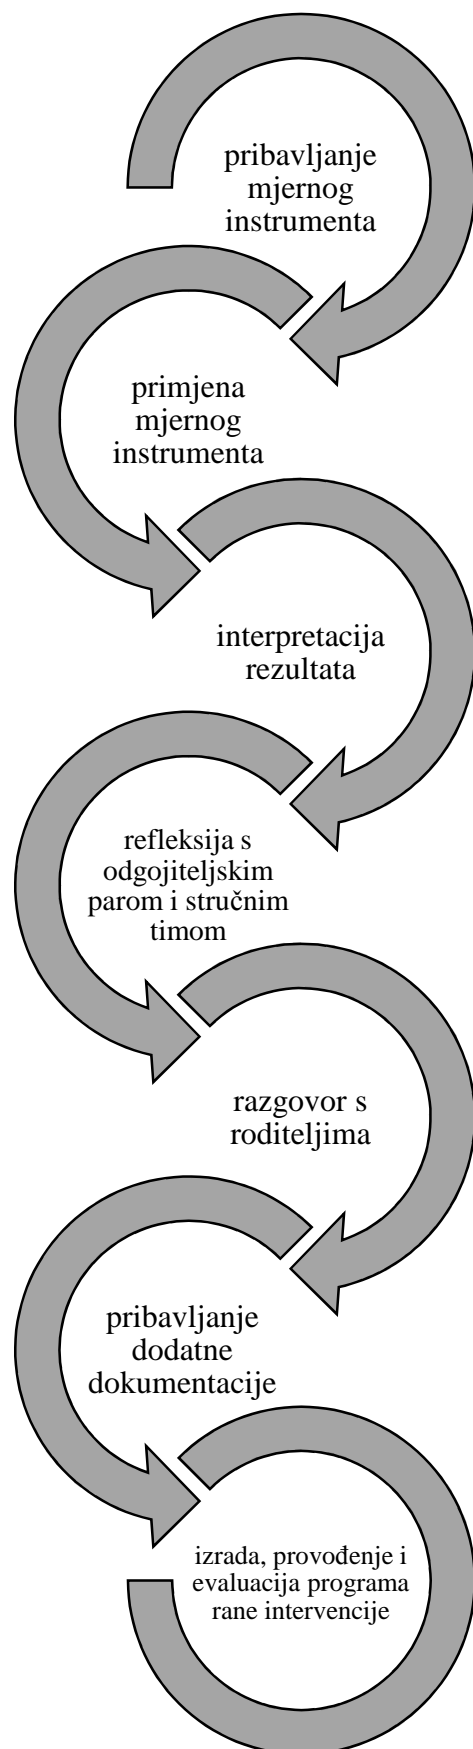 pribavljanje
mjernog
instrumenta
primjena
mjernog
instrumenta
interpretacija
rezultata
refleksija s
odgojiteljskim
parom i stručnim
timom
razgovor s
roditeljima
pribavljanje
dodatne
dokumentacije
izrada, provođenje i
evaluacija programa
rane intervencije